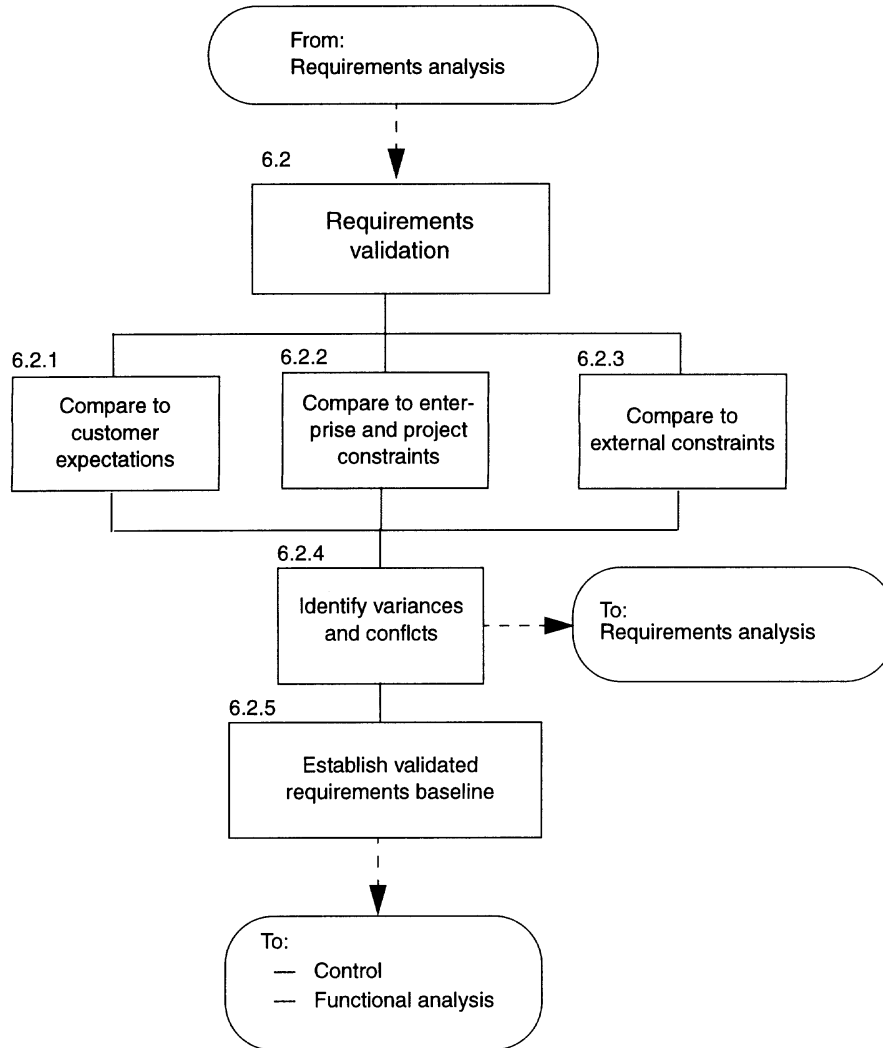 From:
Requirements analysis
6.2
Requirements
validation
6.2.1
Compare to
customer
expectations
6.2.2
Compare to enter-
prise and project
constraints
6.2.3
Compare to
external constraints
6.2.4
Identify variances
and conflcts
To:
Requirements analysis
6.2.5
Establish validated
requirements baseline
To:
— Control
— Functional analysis